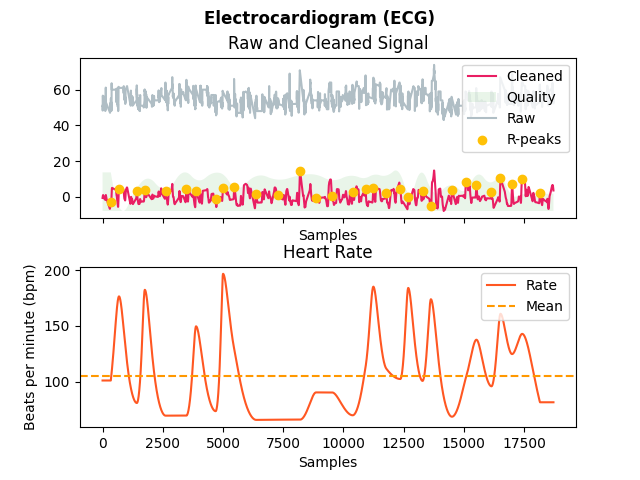 Electrocardiogram (ECG)
Raw and Cleaned Signal
60
40
20
0
Cleaned
Quality
Raw
R-peaks
Samples
Heart Rate
Beats per minute (bpm)
200
150
100
Rate
Mean
0 2500 5000 7500 10000 12500 15000 17500
Samples